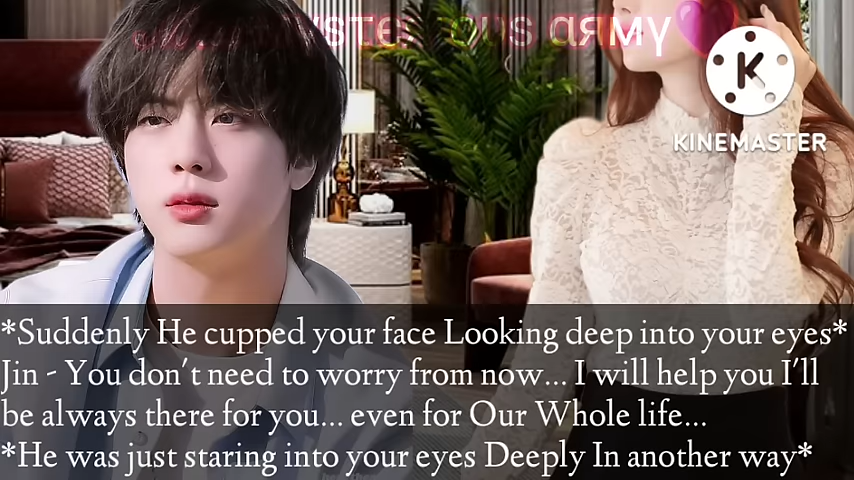 aямy
KINEMASTER
*Suddenly He cupped your face Looking deep into your eyes*
Jin - You don't need to worry from now... I will help you I'll
be always there for you... even for Our Whole life...
*He was just staring into your eyes Deeply In another way*